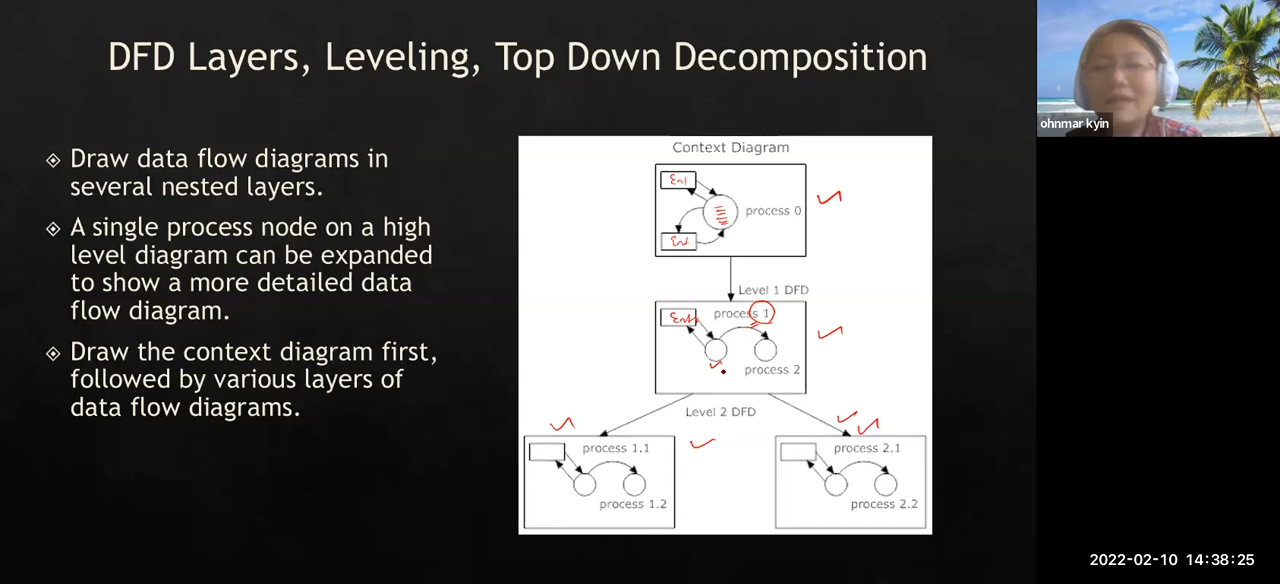 DFD Layers, Leveling, Top Down Decomposition
ohnmar kyin
Draw data flow diagrams in
several nested layers.
A single process node on a high
level diagram can be expanded
to show a more detailed data
flow diagram.
Draw the context diagram first,
followed by various layers of
data flow diagrams.
Context Diagram
process 0
Level 1 DFD
process 1
process 2
Level 2 DFD
process 1.1
process 1.2
process 2.1
process 2.2
2022-02-10 14:38:25